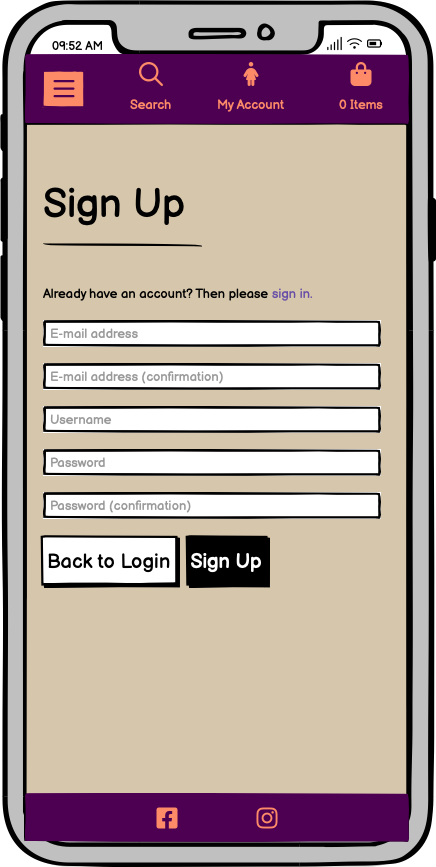 09:52 AM
Search
My Account
0 Items
Sign Up
Already have an account? Then please sign in.
E-mail address
E-mail address (confirmation)
Username
Password
Password (confirmation)
Back to Login
Sign Up